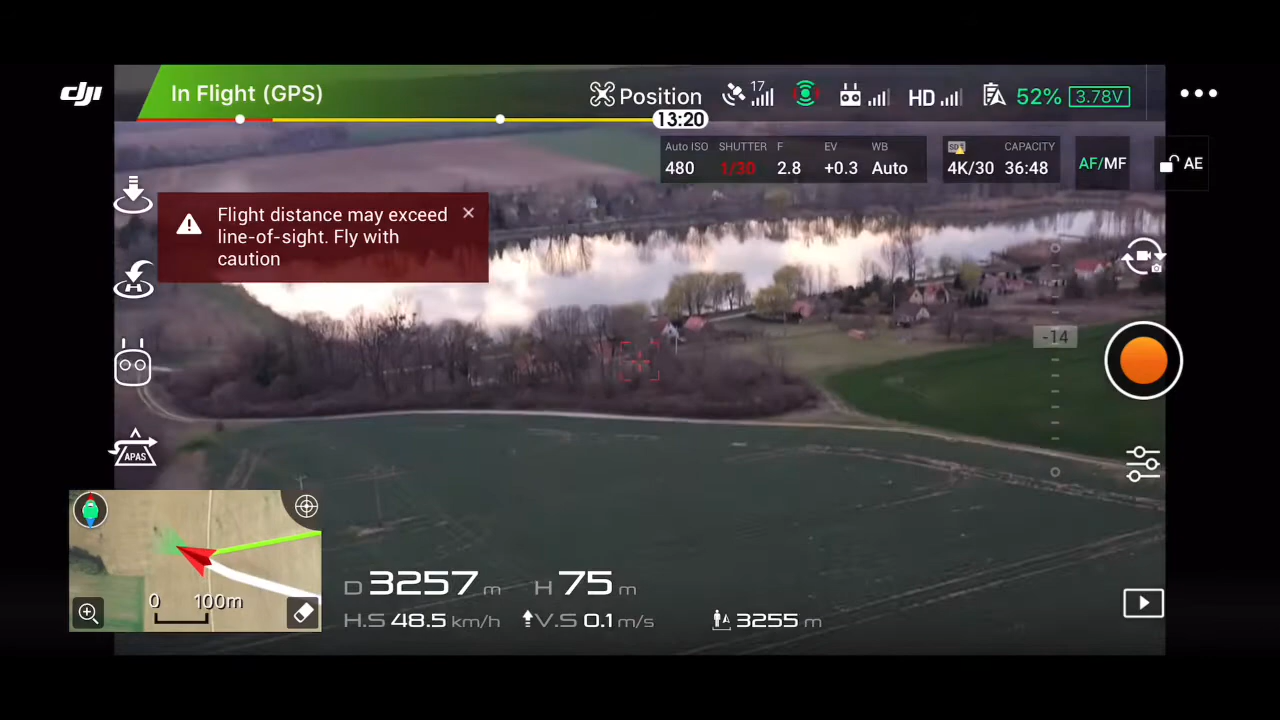 dji
In Flight (GPS)
Position
17
HD
52%
3.78V
13:20
Auto ISO
480
SHUTTER
1/30
F
2.8
EV
+0.3
WB
Auto
SD
4K/30
CAPACITY
36:48
AF/MF
AE
Flight distance may exceed
line-of-sight. Fly with
caution
-14
APAS
0 100m
D 3257 m H 75 m
H.S 48.5 km/h V.S 0.1 m/s 3255 m